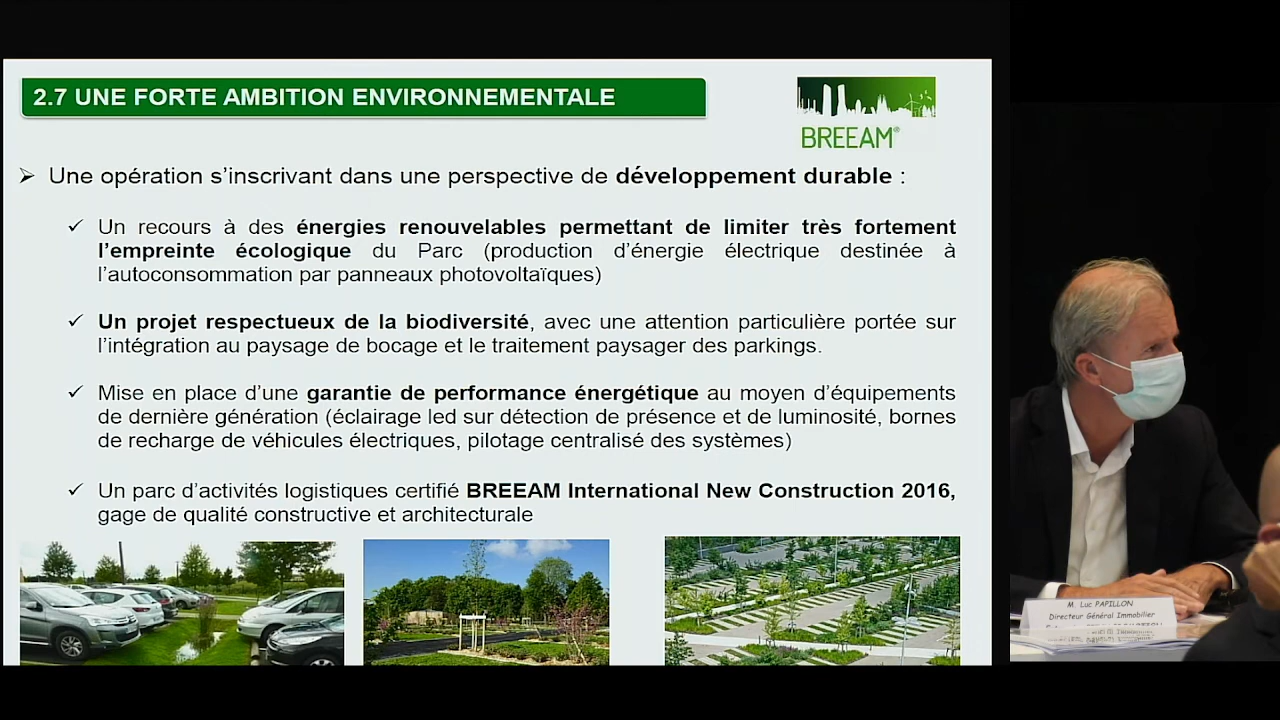 2.7 UNE FORTE AMBITION ENVIRONNEMENTALE
BREEAM®
➢ Une opération s’inscrivant dans une perspective de développement durable :
✓ Un recours à des énergies renouvelables permettant de limiter très fortement
l’empreinte écologique du Parc (production d’énergie électrique destinée à
l’autoconsommation par panneaux photovoltaïques)
✓ Un projet respectueux de la biodiversité, avec une attention particulière portée sur
l’intégration au paysage de bocage et le traitement paysager des parkings.
✓ Mise en place d’une garantie de performance énergétique au moyen d’équipements
de dernière génération (éclairage led sur détection de présence et de luminosité, bornes
de recharge de véhicules électriques, pilotage centralisé des systèmes)
✓ Un parc d’activités logistiques certifié BREEAM International New Construction 2016,
gage de qualité constructive et architecturale
M. Luc PAPILLON
Directeur Général Immobilier